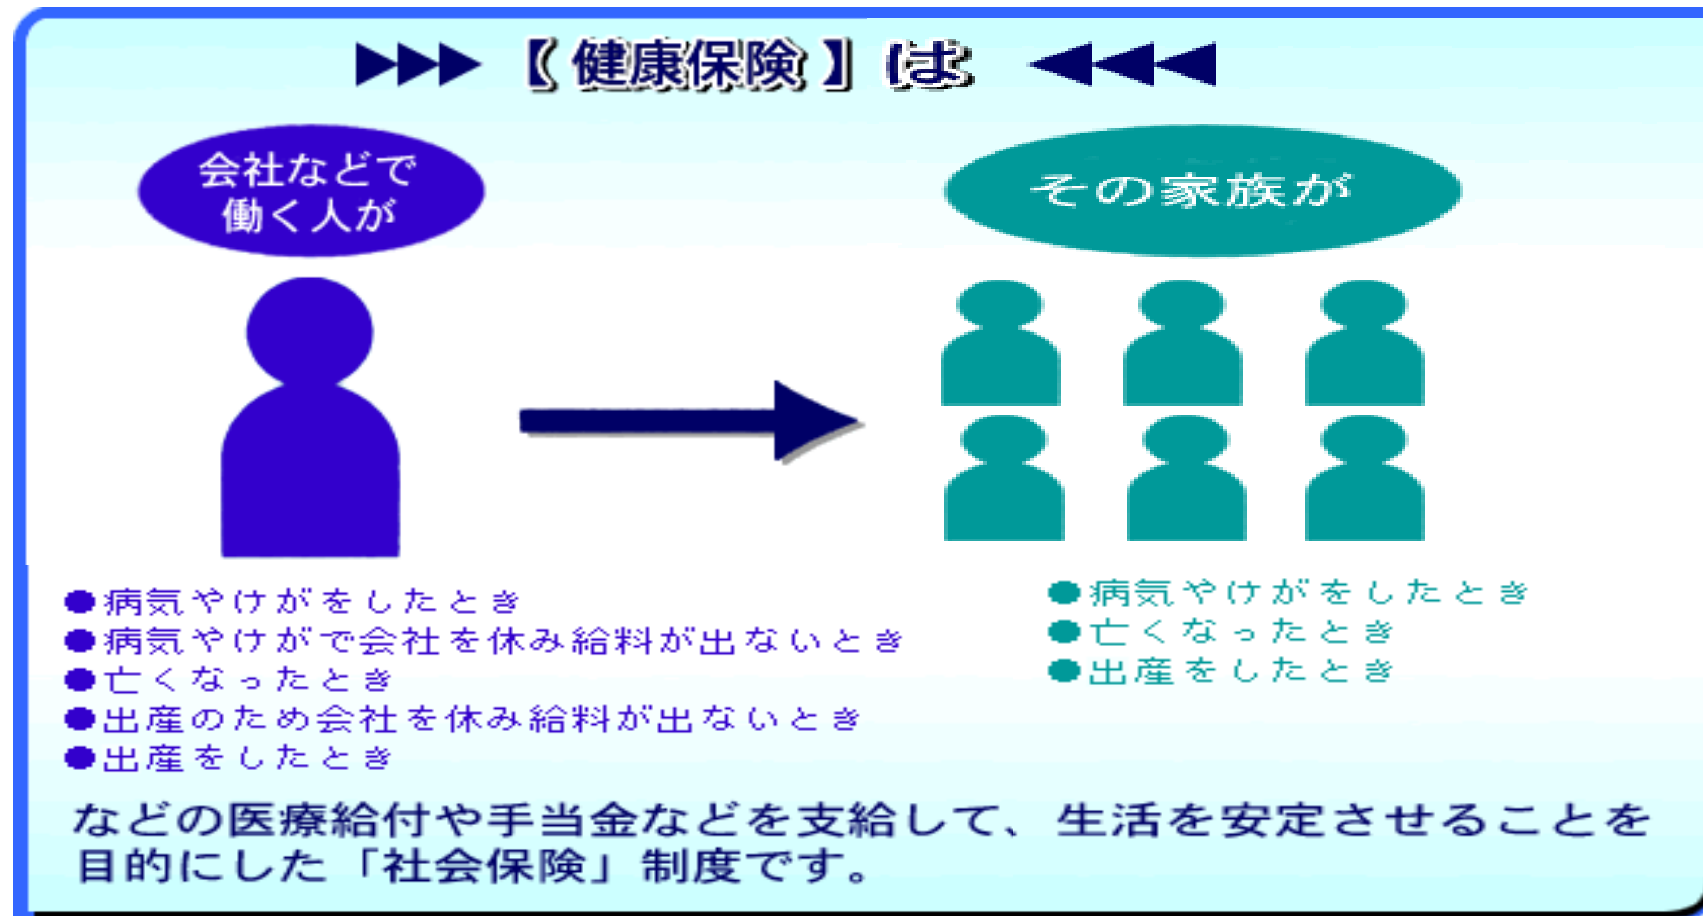 ▶▶▶ 【 健康保険 】 は ◀◀◀
会社などで
働く人が
その家族が
●病気やけがをしたとき
●病気やけがで会社を休み給料が出ないとき
●亡くなったとき
●出産のため会社を休み給料が出ないとき
●出産をしたとき
●病気やけがをしたとき
●亡くなったとき
●出産をしたとき
などの医療給付や手当金などを支給して、生活を安定させることを
目的にした「社会保険」制度です。